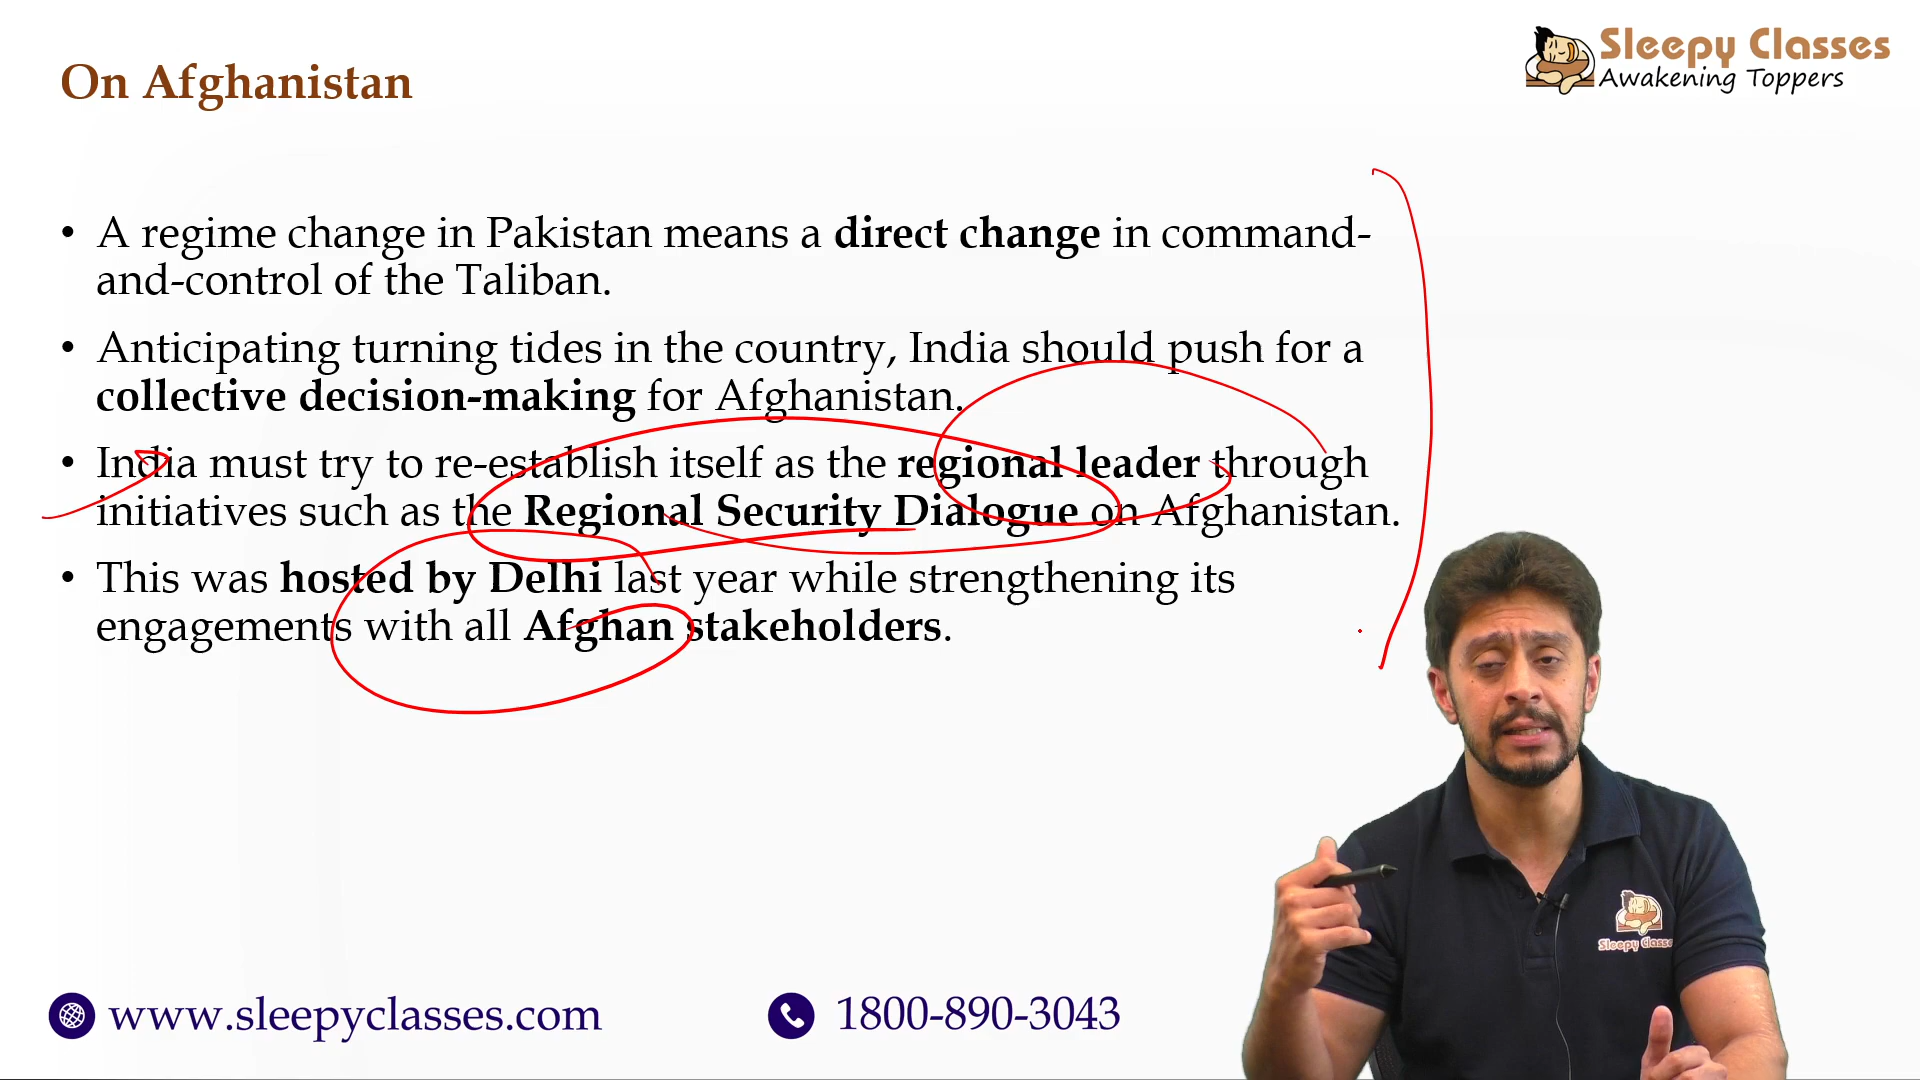 On Afghanistan
Sleepy Classes
Awakening Toppers
• A regime change in Pakistan means a direct change in command-
and-control of the Taliban.
• Anticipating turning tides in the country, India should push for a
collective decision-making for Afghanistan.
• India must try to re-establish itself as the regional leader through
initiatives such as the Regional Security Dialogue on Afghanistan.
• This was hosted by Delhi last year while strengthening its
engagements with all Afghan stakeholders.
Sleepy Classes
www.sleepyclasses.com
1800-890-3043